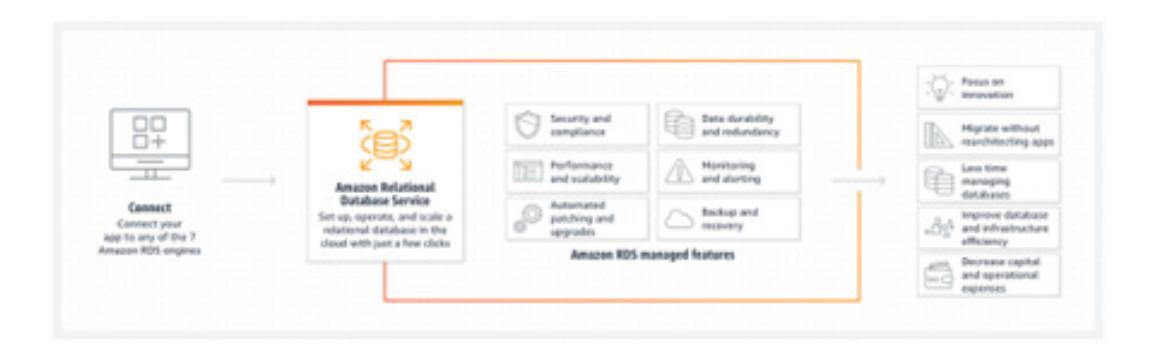 Connect
Connect your
app to any of the 7
Amazon RDS engines
Amazon Relational
Database Service
Set up, operate, and scale a
relational database in the
cloud with just a few clicks
Security and
compliance
Data durability
and redundancy
Performance
and scalability
Monitoring
and alerting
Automated
patching and
upgrades
Backup and
recovery
Amazon RDS managed features
Focus on
innovation
Migrate without
rearchitecting apps
Less time
managing
databases
Improve database
and infrastructure
efficiency
Decrease capital
and operational
expenses